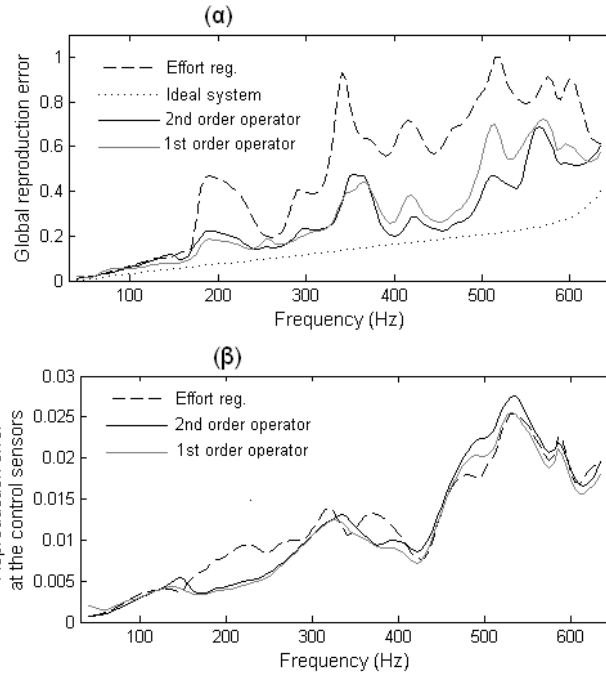 (α)
Global reproduction error
1
0.8
0.6
0.4
0.2
0
Effort reg.
Ideal system
2nd order operator
1st order operator
100 200 300 400 500 600
Frequency (Hz)
(β)
at the control sensors
0.03
0.025
0.02
0.015
0.01
0.005
0
Effort reg.
2nd order operator
1st order operator
100 200 300 400 500 600
Frequency (Hz)